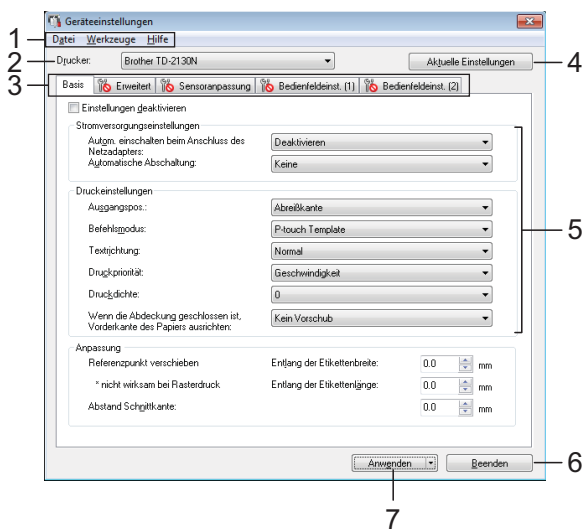 Geräteeinstellungen
1 Datei Werkzeuge Hilfe
2 Drucker: Brother TD-2130N Aktuelle Einstellungen 4
3 Basis Erweitert Sensoranpassung Bedienfeldeinst. (1) Bedienfeldeinst. (2)
Einstellungen deaktivieren
Stromversorgungseinstellungen
Autom. einschalten beim Anschluss des Netzadapters: Deaktivieren
Automatische Abschaltung: Keine
Druckeinstellungen
Ausgangspos.: Abreißkante
5
Befehlsmodus: P-touch Template
Textrichtung: Normal
Druckpriorität: Geschwindigkeit
Druckdichte: 0
Wenn die Abdeckung geschlossen ist, Vorderkante des Papiers ausrichten: Kein Vorschub
Anpassung
Referenzpunkt verschieben Entlang der Etikettenbreite: 0.0 mm
* nicht wirksam bei Rasterdruck Entlang der Etikettenlänge: 0.0 mm
Abstand Schnittkante: 0.0 mm
Anwenden Beenden 6
7